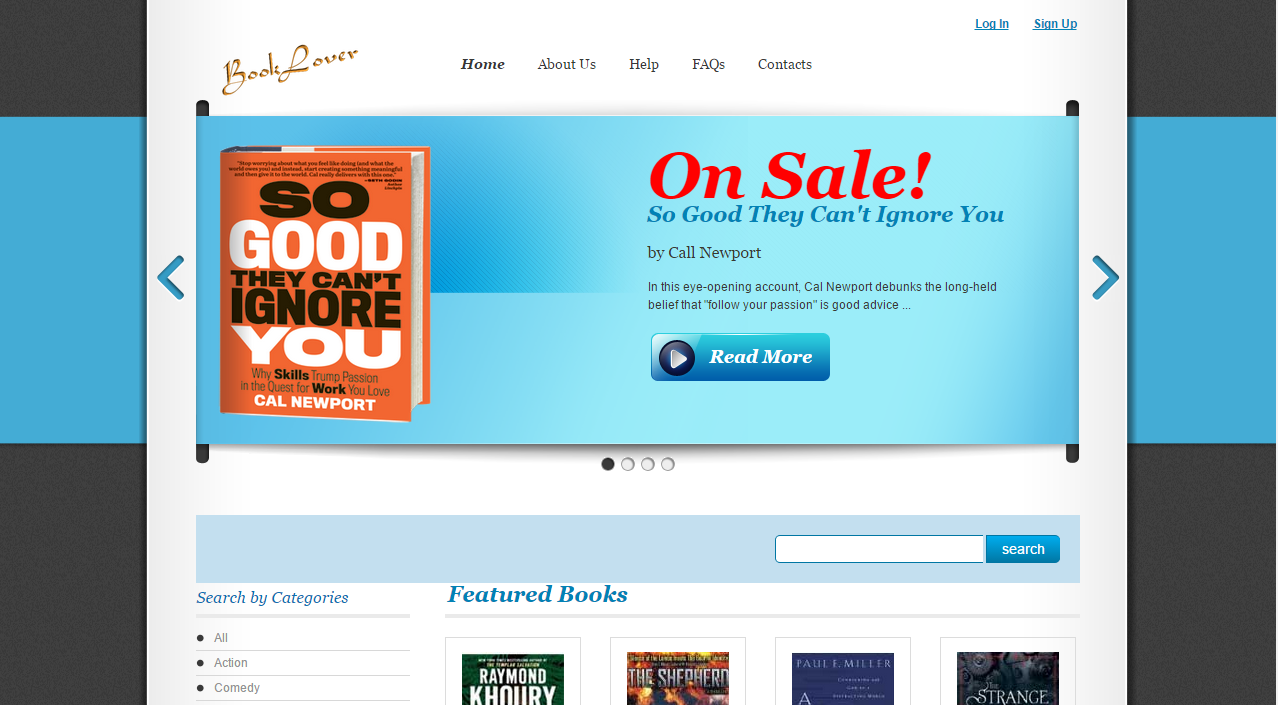 Log In Sign Up
BookLover
Home About Us Help FAQs Contacts
"Stop worrying about what you feel like doing (and what the
world owes you) and instead, start creating something meaningful
and then give it to the world. Cal really delivers with this one."
—SETH GODIN
SO
GOOD
THEY CAN'T
IGNORE
YOU
Why Skills Trump Passion
in the Quest for Work You Love
CAL NEWPORT
On Sale!
So Good They Can't Ignore You
by Call Newport
In this eye-opening account, Cal Newport debunks the long-held
belief that "follow your passion" is good advice ...
Read More
search
Search by Categories
All
Action
Comedy
Featured Books
THE TEMPLAR SALVATION
RAYMOND
KHOURY
THE SHEPHERD
PAUL E. MILLER
A
THE
STRANGE